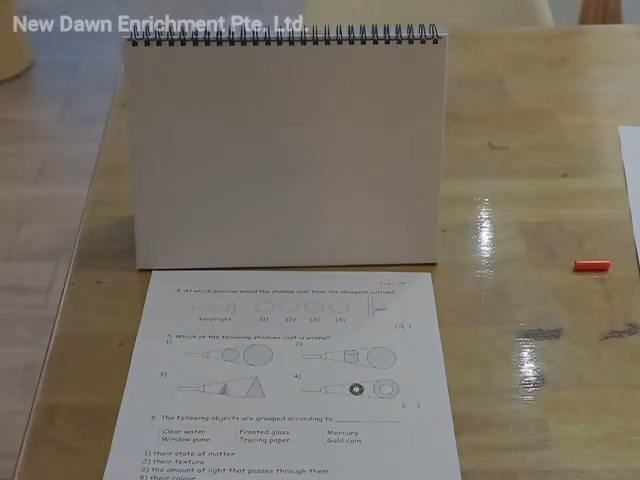 New Dawn Enrichment Pte. Ltd.
4. At which position would the shadow cast have the sharpest outline?
torchlight (1) (2) (3) (4)
5. Which of the following shadows cast is wrong?
1) 2)
3) 4)
( )
6. The following objects are grouped according to
Clear water Frosted glass Mercury
Window pane Tracing paper Gold coin
1) their state of matter
2) their texture
3) the amount of light that passes through them
4) their colour